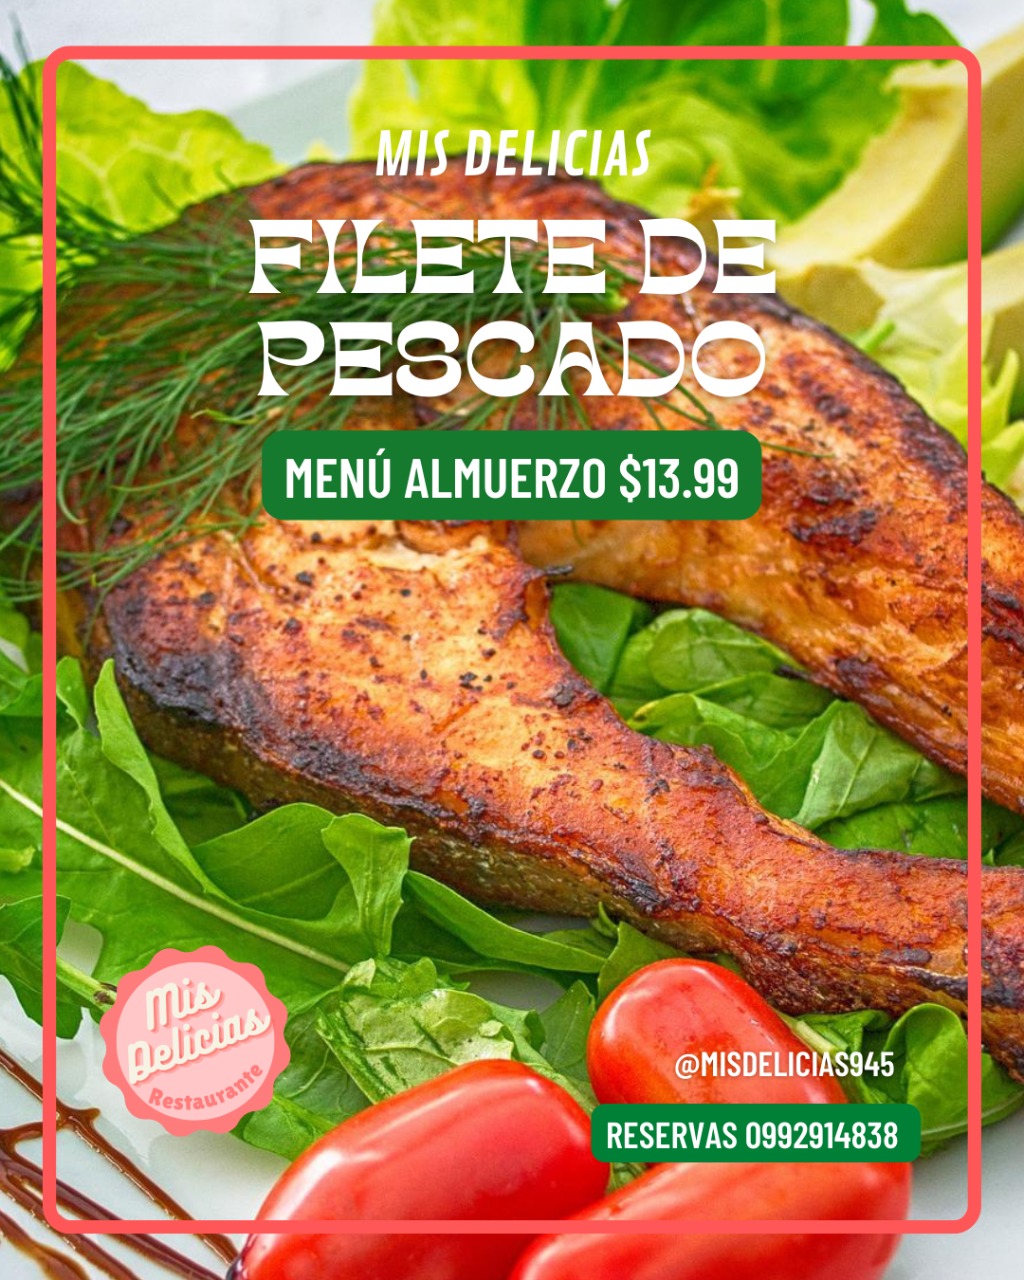 MIS DELICIAS
FILETE DE
PESCADO
MENÚ ALMUERZO $13.99
Mis
Delicias
Restaurante
@MISDELICIAS945
RESERVAS 0992914838